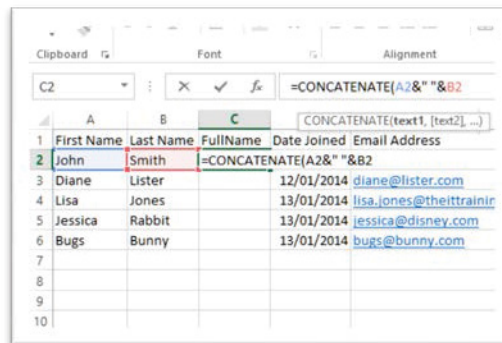 Clipboard Font Alignment
C2 fx =CONCATENATE(A2&" "&B2
CONCATENATE(text1, [text2], ...)
A B C
1 First Name Last Name FullName Date Joined Email Address
2 John Smith =CONCATENATE(A2&" "&B2
3 Diane Lister 12/01/2014 diane@lister.com
4 Lisa Jones 13/01/2014 lisa.jones@theittrainin
5 Jessica Rabbit 13/01/2014 jessica@disney.com
6 Bugs Bunny 13/01/2014 bugs@bunny.com
7
8
9
10